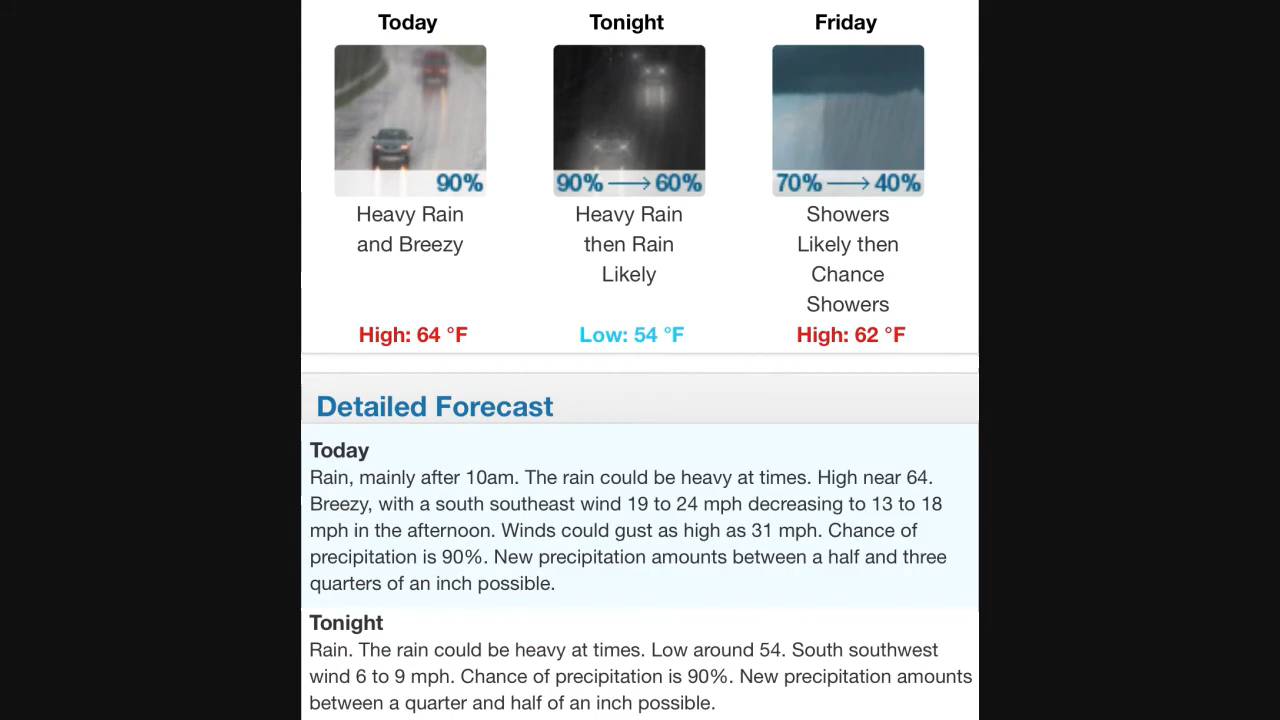 Today
Tonight
Friday
90%
90% → 60%
70% → 40%
Heavy Rain
and Breezy
Heavy Rain
then Rain
Likely
Showers
Likely then
Chance
Showers
High: 64 °F
Low: 54 °F
High: 62 °F
Detailed Forecast
Today
Rain, mainly after 10am. The rain could be heavy at times. High near 64.
Breezy, with a south southeast wind 19 to 24 mph decreasing to 13 to 18
mph in the afternoon. Winds could gust as high as 31 mph. Chance of
precipitation is 90%. New precipitation amounts between a half and three
quarters of an inch possible.
Tonight
Rain. The rain could be heavy at times. Low around 54. South southwest
wind 6 to 9 mph. Chance of precipitation is 90%. New precipitation amounts
between a quarter and half of an inch possible.